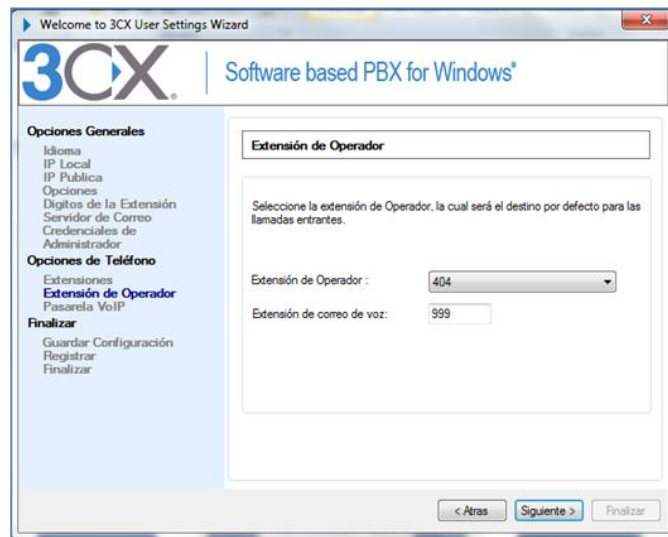 Welcome to 3CX User Settings Wizard
3CX®
Software based PBX for Windows®
Opciones Generales
Idioma
IP Local
IP Publica
Opciones
Digitos de la Extensión
Servidor de Correo
Credenciales de
Administrador
Opciones de Teléfono
Extensiones
Extensión de Operador
Pasarela VoIP
Finalizar
Guardar Configuración
Registrar
Finalizar
Extensión de Operador
Seleccione la extensión de Operador, la cual será el destino por defecto para las
llamadas entrantes.
Extensión de Operador :
404
Extensión de correo de voz:
999
< Atras
Siguiente >
Finalizar